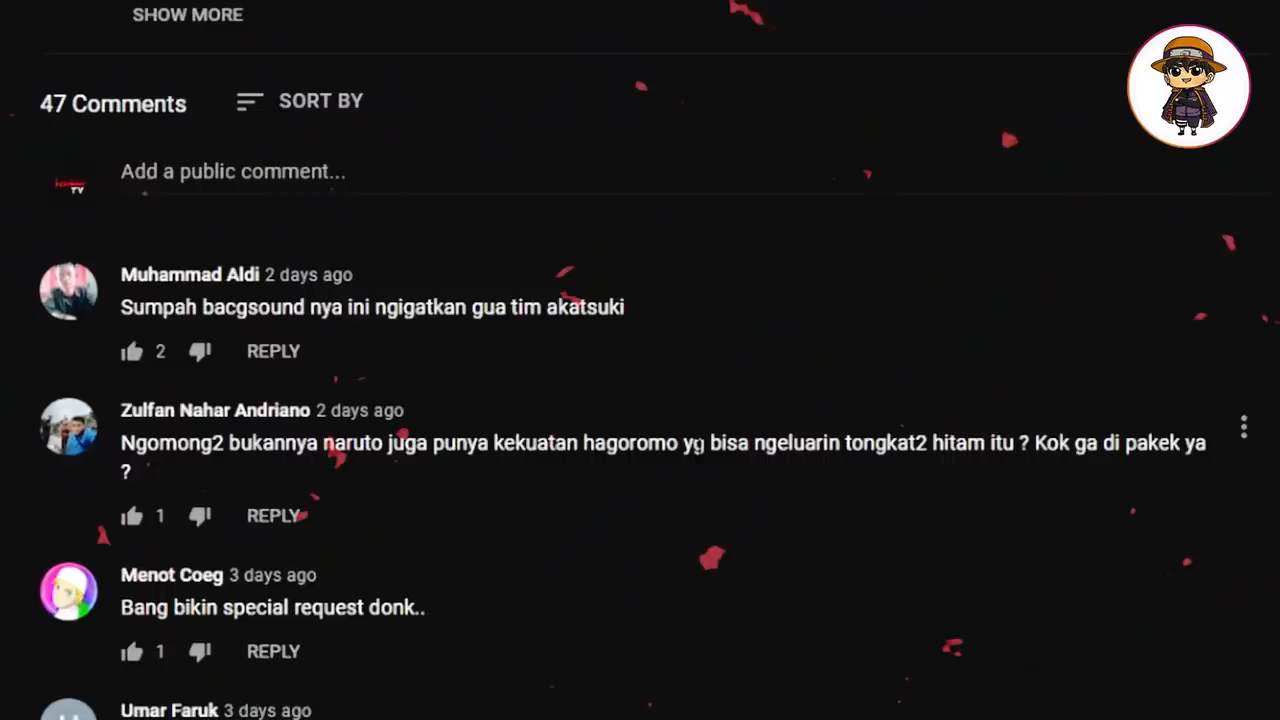 SHOW MORE
47 Comments
SORT BY
Add a public comment...
TV
Muhammad Aldi 2 days ago
Sumpah bacgsound nya ini ngigatkan gua tim akatsuki
2 REPLY
Zulfan Nahar Andriano 2 days ago
Ngomong2 bukannya naruto juga punya kekuatan hagoromo yg bisa ngeluarin tongkat2 hitam itu ? Kok ga di pakek ya
?
1 REPLY
Menot Coeg 3 days ago
Bang bikin special request donk..
1 REPLY
Umar Faruk 3 days ago